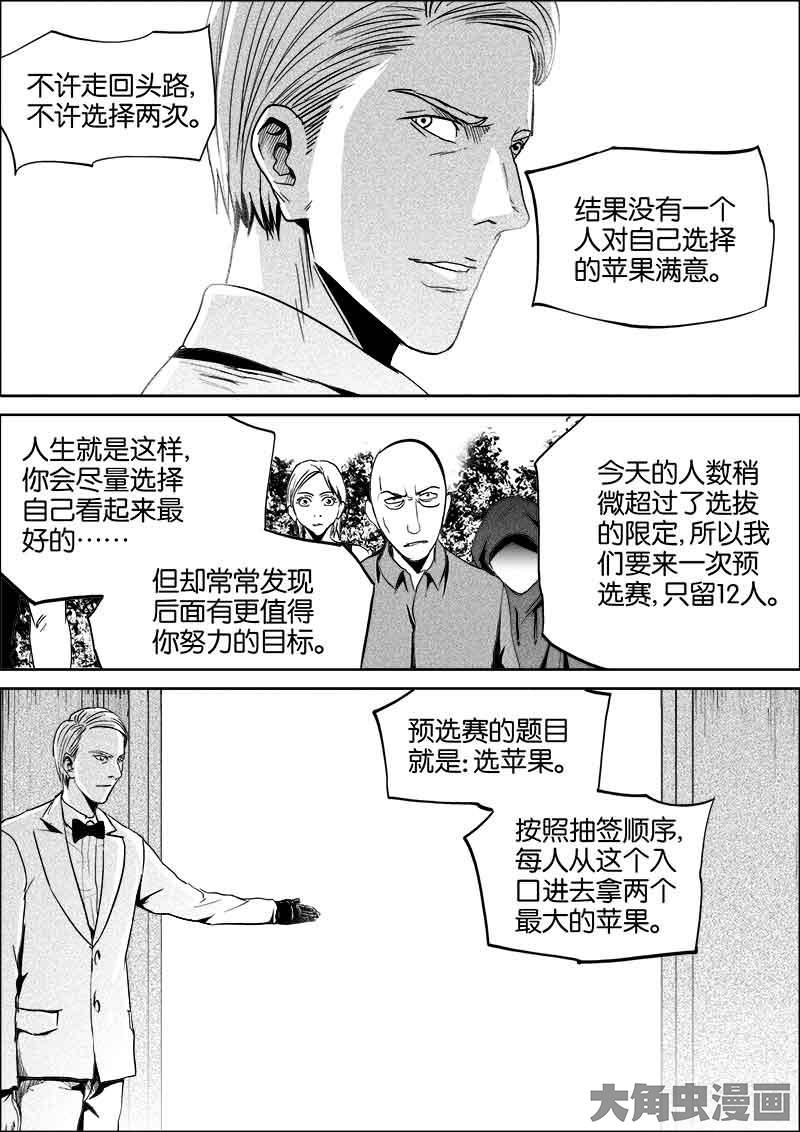 不许走回头路,
不许选择两次。
结果没有一个
人对自己选择
的苹果满意。
人生就是这样,
你会尽量选择
自己看起来最
好的……
但却常常发现
后面有更值得
你努力的目标。
今天的人数稍
微超过了选拔
的限定,所以我
们要来一次预
选赛,只留12人。
预选赛的题目
就是:选苹果。
按照抽签顺序,
每人从这个入
口进去拿两个
最大的苹果。
大角虫漫画